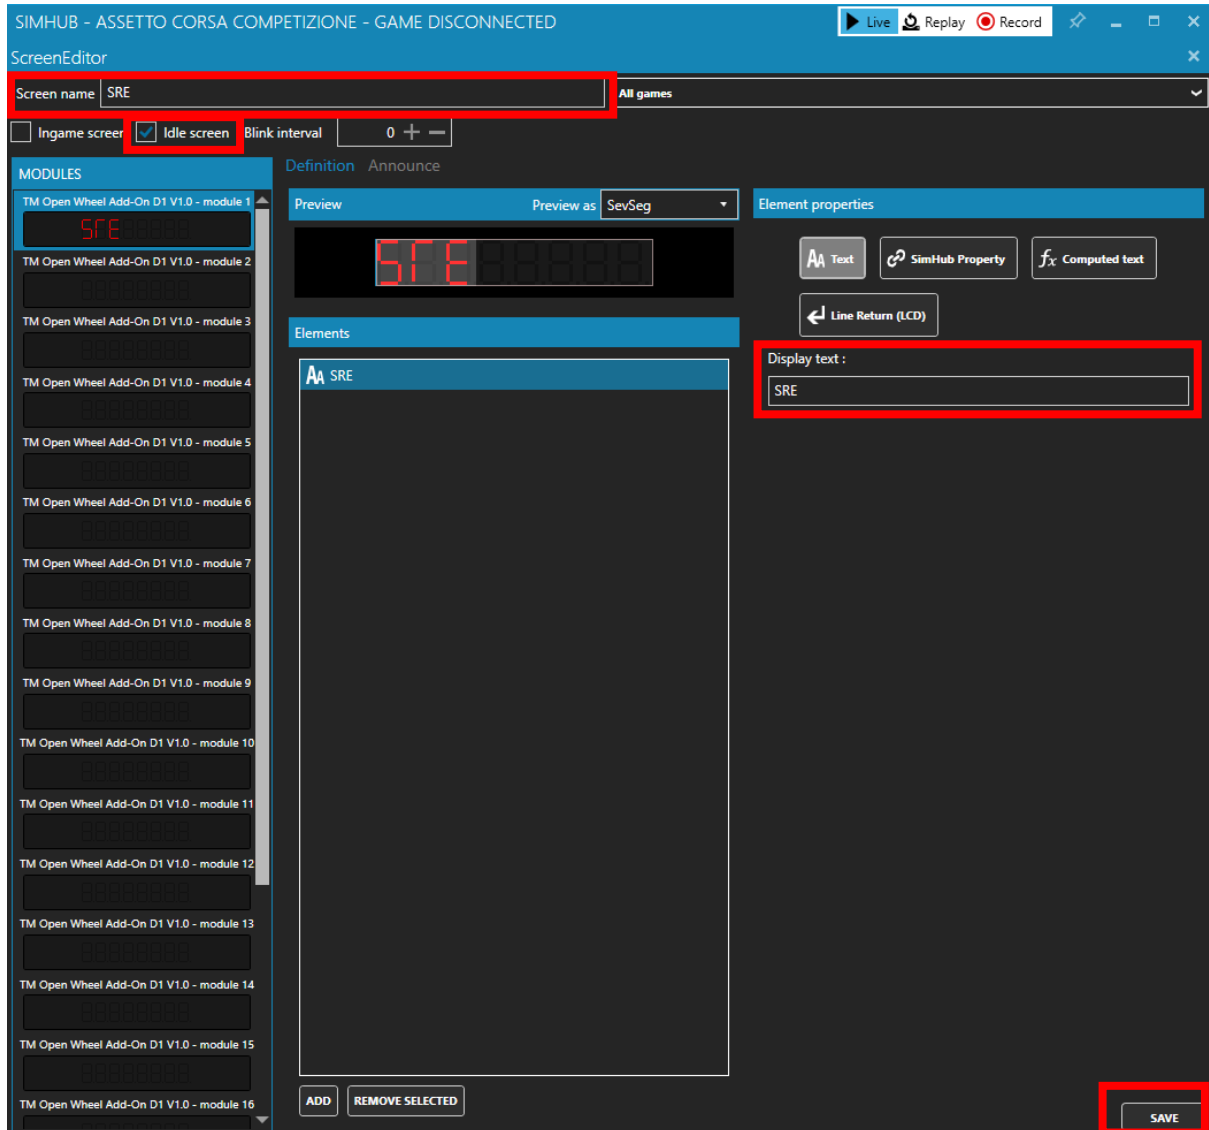 SIMHUB - ASSETTO CORSA COMPETIZIONE - GAME DISCONNECTED
Live Replay Record
ScreenEditor
Screen name SRE All games
Ingame screen Idle screen Blink interval 0
MODULES
Definition Announce
TM Open Wheel Add-On D1 V1.0 - module 1
SrE
TM Open Wheel Add-On D1 V1.0 - module 2
TM Open Wheel Add-On D1 V1.0 - module 3
TM Open Wheel Add-On D1 V1.0 - module 4
TM Open Wheel Add-On D1 V1.0 - module 5
TM Open Wheel Add-On D1 V1.0 - module 6
TM Open Wheel Add-On D1 V1.0 - module 7
TM Open Wheel Add-On D1 V1.0 - module 8
TM Open Wheel Add-On D1 V1.0 - module 9
TM Open Wheel Add-On D1 V1.0 - module 10
TM Open Wheel Add-On D1 V1.0 - module 11
TM Open Wheel Add-On D1 V1.0 - module 12
TM Open Wheel Add-On D1 V1.0 - module 13
TM Open Wheel Add-On D1 V1.0 - module 14
TM Open Wheel Add-On D1 V1.0 - module 15
TM Open Wheel Add-On D1 V1.0 - module 16
Preview Preview as SevSeg
SrE
Elements
AA SRE
ADD REMOVE SELECTED
Element properties
AA Text SimHub Property fx Computed text
Line Return (LCD)
Display text :
SRE
SAVE